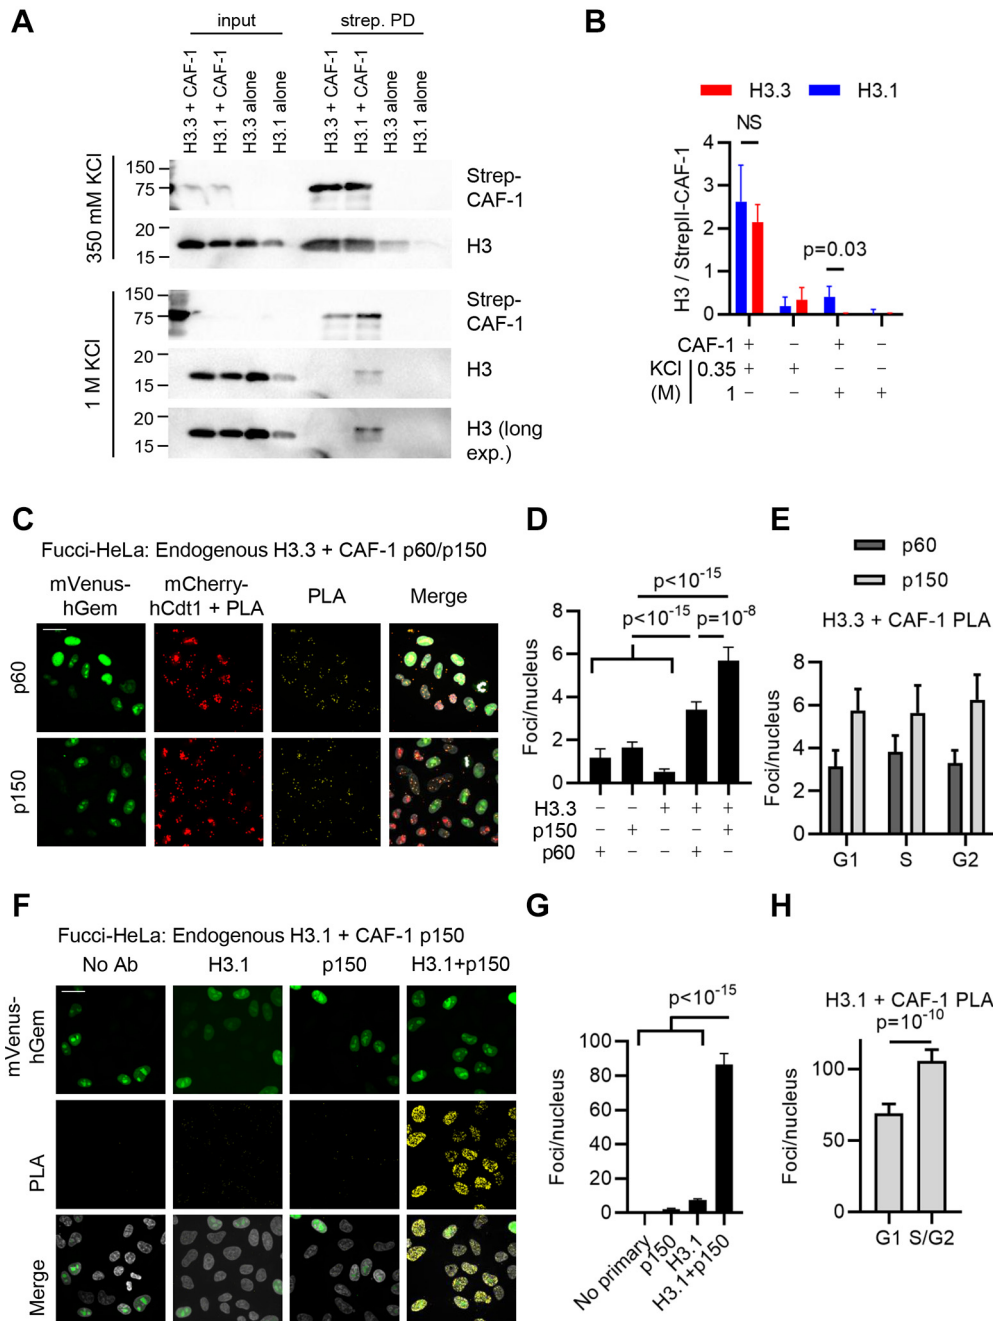 A
input
strep. PD
H3.3 + CAF-1
H3.1 + CAF-1
H3.3 alone
H3.1 alone
H3.3 + CAF-1
H3.1 + CAF-1
H3.3 alone
H3.1 alone
350 mM KCl
150
75
Strep-
CAF-1
20
15
H3
1 M KCl
150
75
Strep-
CAF-1
20
15
H3
20
15
H3 (long
exp.)
B
H3.3
H3.1
NS
p=0.03
H3 / StrepII-CAF-1
4
3
2
1
0
CAF-1 + − + −
KCl 0.35 + +
(M) 1 + +
C
Fucci-HeLa: Endogenous H3.3 + CAF-1 p60/p150
mVenus-
hGem
mCherry-
hCdt1 + PLA
PLA
Merge
p60
p150
D
p<10-15
p<10-15
p=10-8
Foci/nucleus
8
6
4
2
0
H3.3 − − + + +
p150 − + − − +
p60 + − − + −
E
p60
p150
H3.3 + CAF-1 PLA
Foci/nucleus
8
6
4
2
0
G1 S G2
F
Fucci-HeLa: Endogenous H3.1 + CAF-1 p150
No Ab
H3.1
p150
H3.1+p150
mVenus-
hGem
PLA
Merge
G
p<10-15
Foci/nucleus
100
80
60
40
20
0
No primary
p150
H3.1
H3.1+p150
H
H3.1 + CAF-1 PLA
p=10-10
Foci/nucleus
100
50
0
G1 S/G2